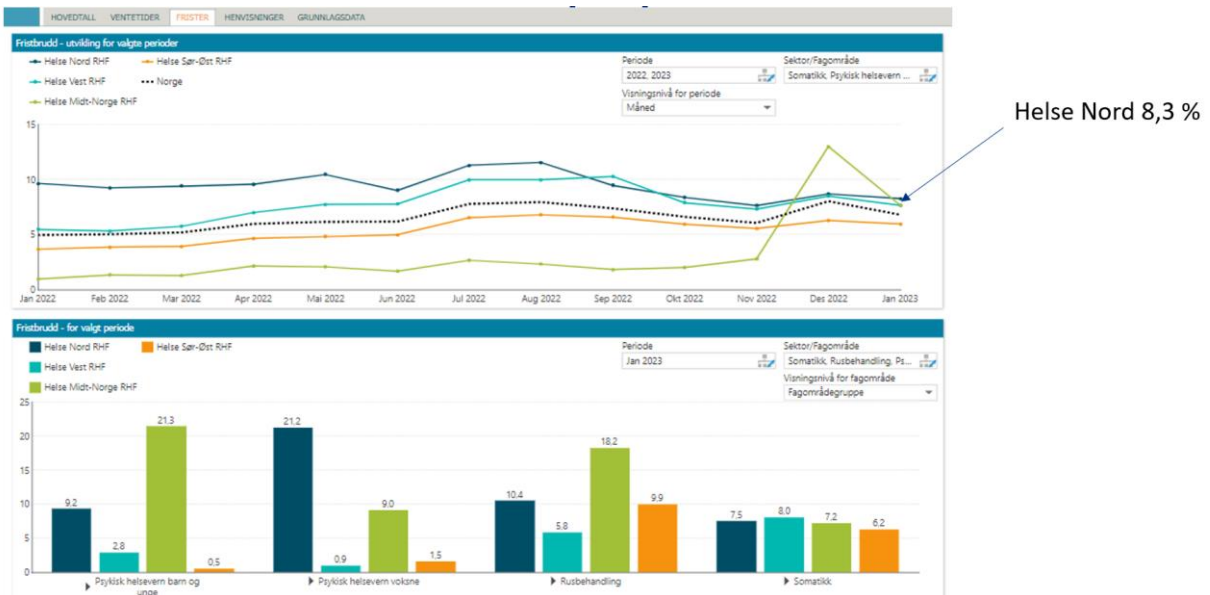 HOVEDTALL VENTETIDER FRISTER HENVISNINGER GRUNNLAGSDATA
Fristbrudd - utvikling for valgte perioder
Helse Nord RHF Helse Sør-Øst RHF
Helse Vest RHF Norge
Helse Midt-Norge RHF
Periode Sektor/Fagområde
2022, 2023 Somatikk, Psykisk helsevern ...
Visningsnivå for periode
Måned
Helse Nord 8,3 %
15
10
5
0
Jan 2022 Feb 2022 Mar 2022 Apr 2022 Mai 2022 Jun 2022 Jul 2022 Aug 2022 Sep 2022 Okt 2022 Nov 2022 Des 2022 Jan 2023
Fristbrudd - for valgt periode
Helse Nord RHF Helse Sør-Øst RHF
Helse Vest RHF
Helse Midt-Norge RHF
Periode Sektor/Fagområde
Jan 2023 Somatikk, Rusbehandling, Ps...
Visningsnivå for fagområde
Fagområdegruppe
25
20
15
10
5
0
9.2 2.8 21,3 0.5
21.2 0.9 9.0 1.5
10.4 5.8 18.2 9.9
7.5 8.0 7.2 6.2
Psykisk helsevern barn og
unge
Psykisk helsevern voksne
Rusbehandling
Somatikk